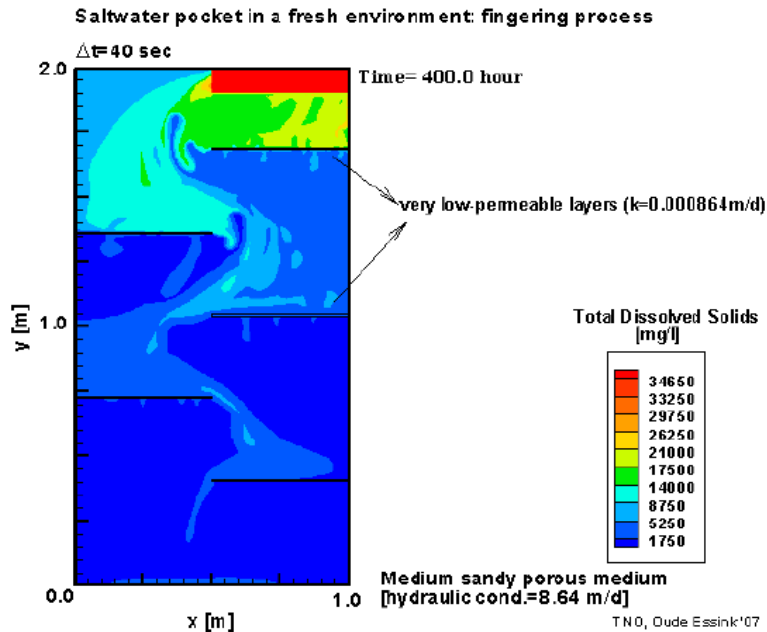 Saltwater pocket in a fresh environment: fingering process
Δt=40 sec
2.0
Time= 400.0 hour
very low-permeable layers (k=0.000864m/d)
y [m]
1.0
Total Dissolved Solids
[mg/l]
34650
33250
29750
26250
21000
17500
14000
8750
5250
1750
0.0
1.0
x [m]
Medium sandy porous medium
[hydraulic cond.=8.64 m/d]
TNO, Oude Essink'07